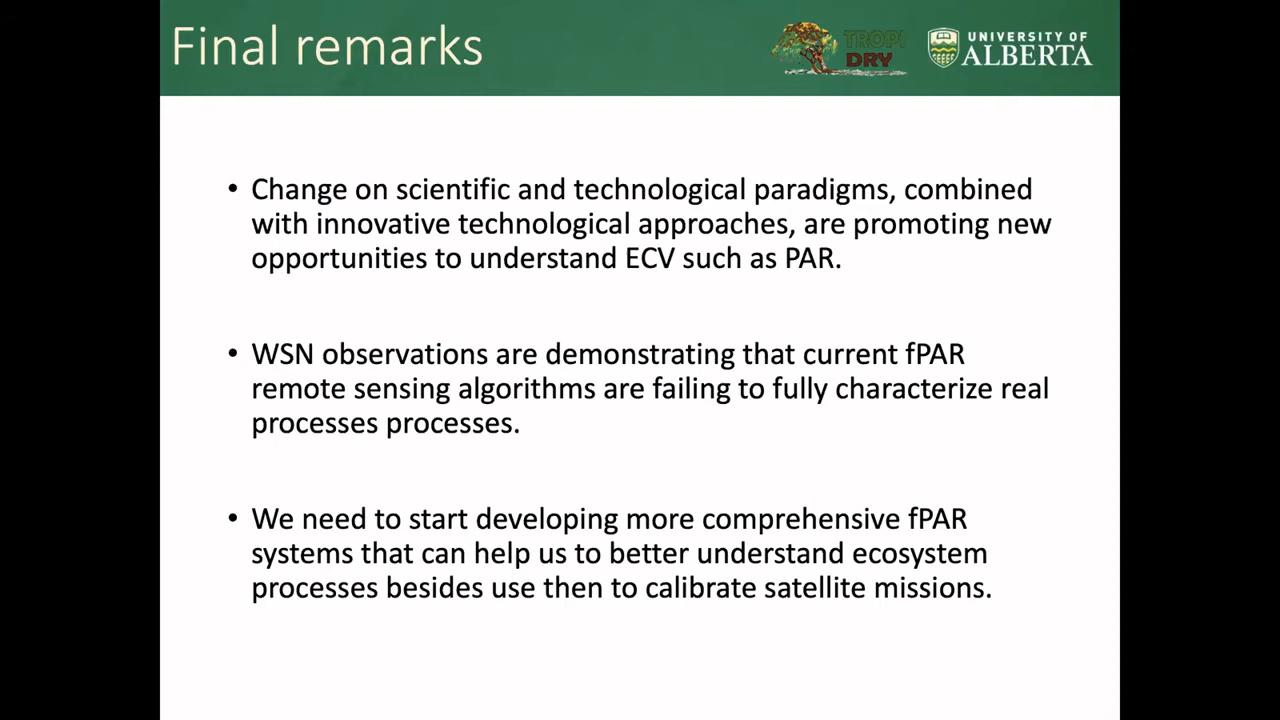 Final remarks
TROPI
DRY
UNIVERSITY OF
ALBERTA
• Change on scientific and technological paradigms, combined
with innovative technological approaches, are promoting new
opportunities to understand ECV such as PAR.
• WSN observations are demonstrating that current fPAR
remote sensing algorithms are failing to fully characterize real
processes processes.
• We need to start developing more comprehensive fPAR
systems that can help us to better understand ecosystem
processes besides use then to calibrate satellite missions.